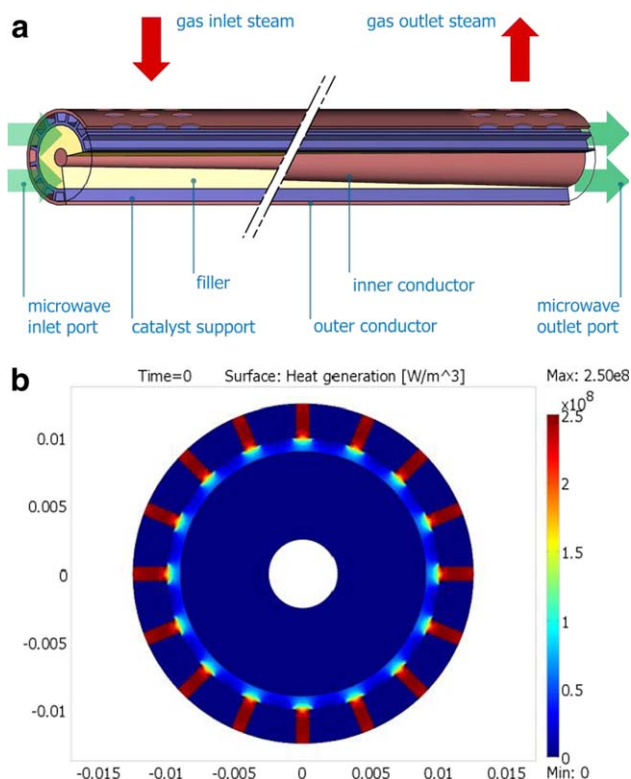 a
gas inlet steam
gas outlet steam
filler
inner conductor
microwave
inlet port
catalyst support
outer conductor
microwave
outlet port
b
Time=0 Surface: Heat generation [W/m^3] Max: 2.50e8
×10^8
0.01
0.005
0
-0.005
-0.01
-0.015 -0.01 -0.005 0 0.005 0.01 0.015
2.5
2
1.5
1
0.5
0
Min: 0